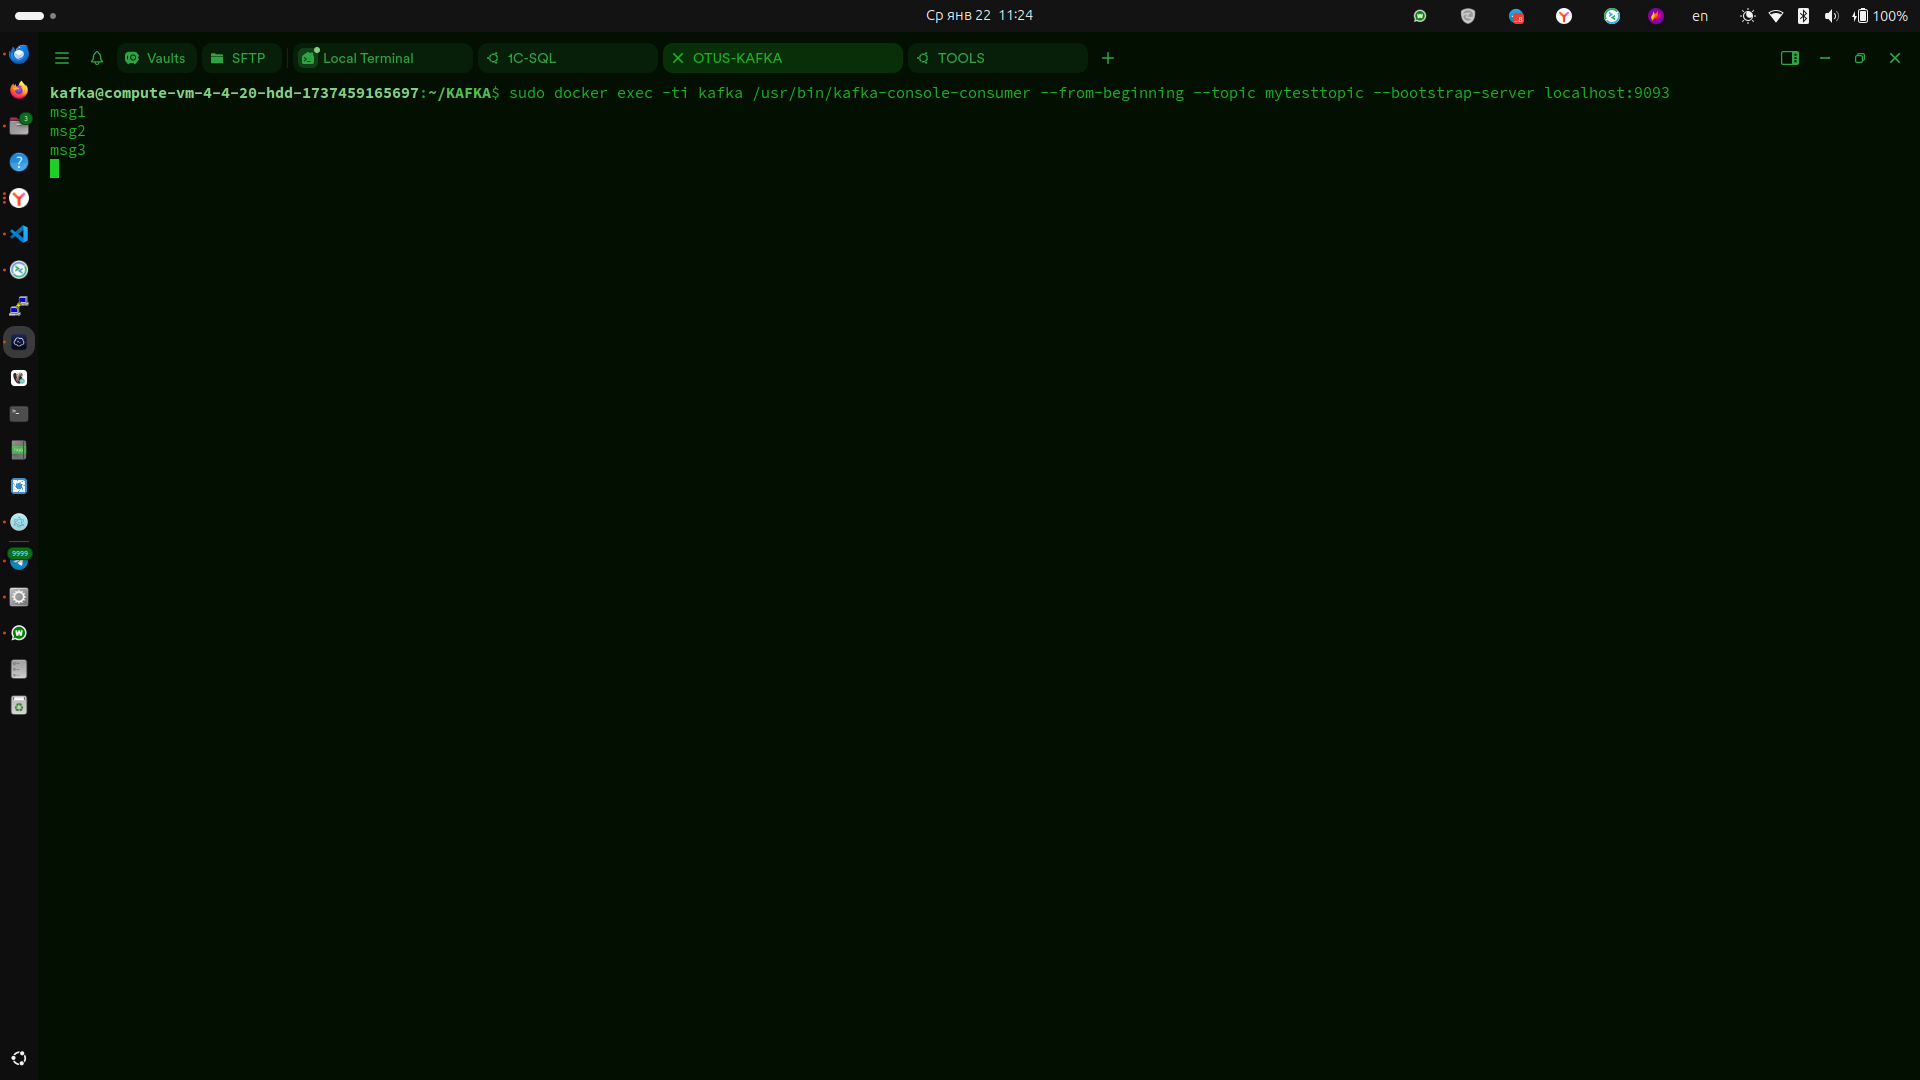 Ср янв 22 11:24
en
100%
Vaults
SFTP
Local Terminal
1C-SQL
OTUS-KAFKA
TOOLS
kafka@compute-vm-4-4-20-hdd-1737459165697:~/KAFKA$ sudo docker exec -ti kafka /usr/bin/kafka-console-consumer --from-beginning --topic mytesttopic --bootstrap-server localhost:9093
msg1
msg2
msg3
3
9999